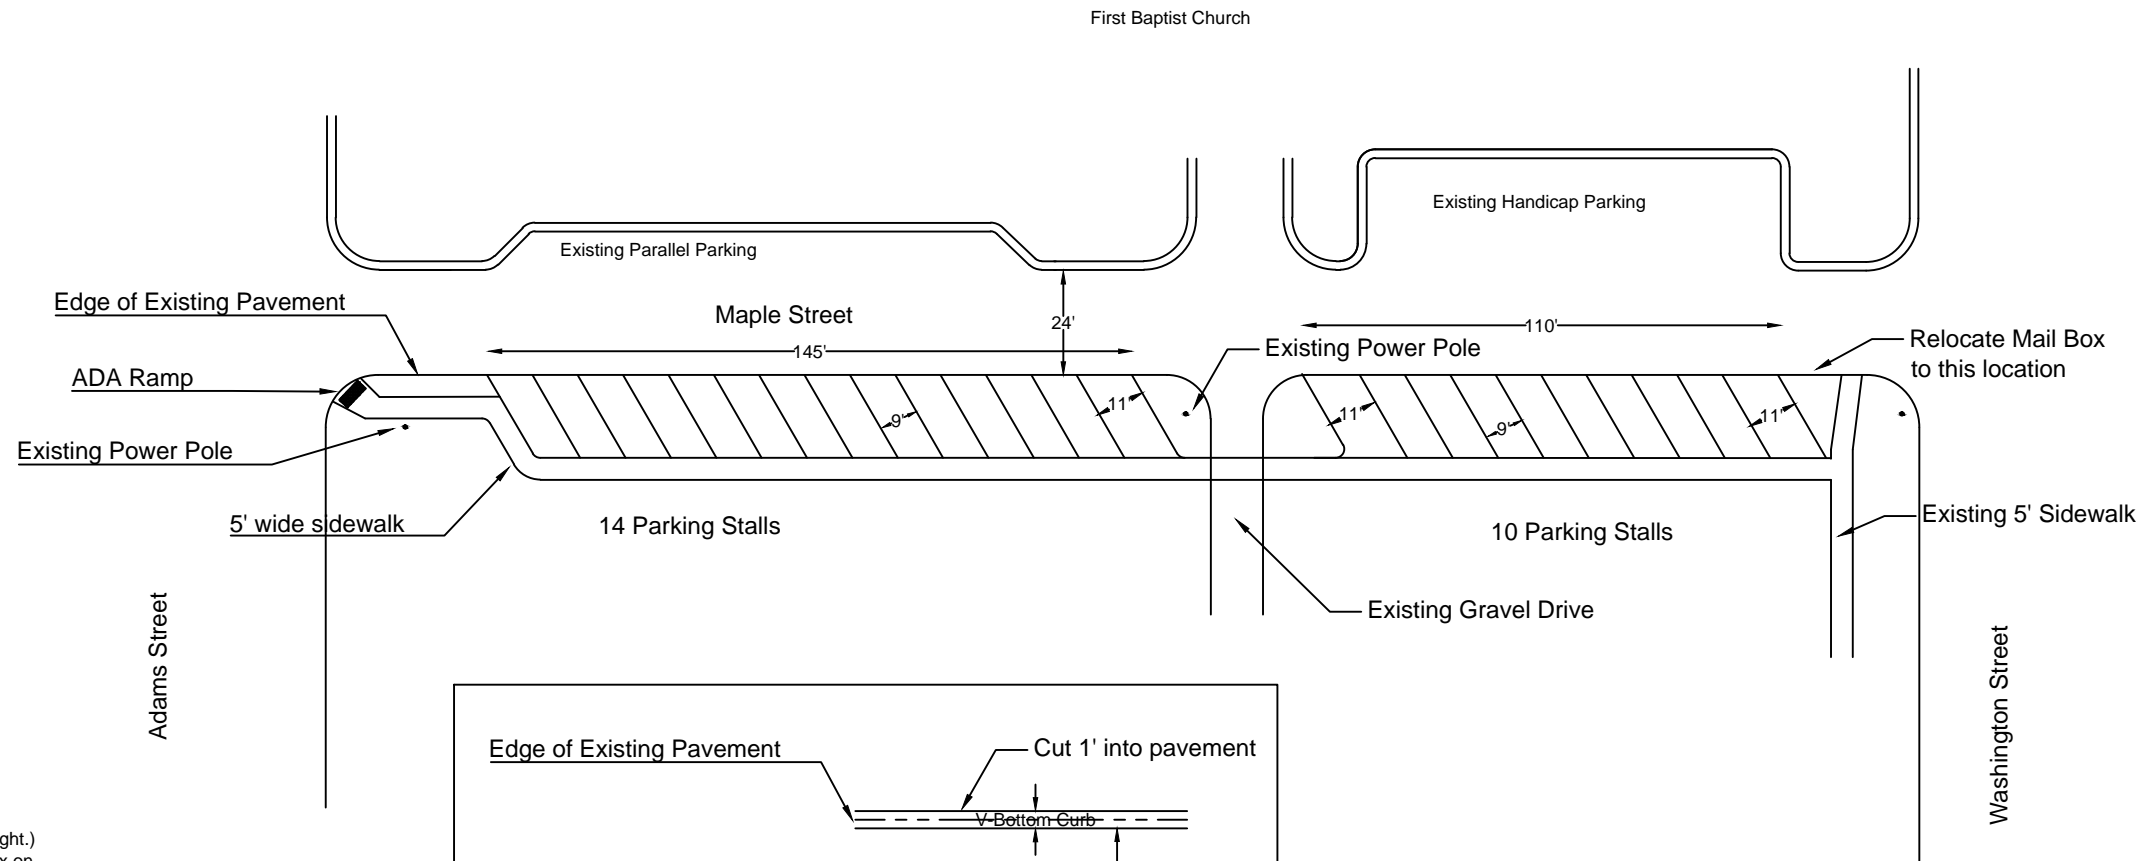 First Baptist Church
Existing Handicap Parking
Existing Parallel Parking
Edge of Existing Pavement
Maple Street
24'
110'
145'
Existing Power Pole
Relocate Mail Box
to this location
ADA Ramp
11'
11'
11'
9'
9'
Existing Power Pole
5' wide sidewalk
14 Parking Stalls
10 Parking Stalls
Existing 5' Sidewalk
Existing Gravel Drive
Adams Street
Washington Street
Edge of Existing Pavement
Cut 1' into pavement
V-Bottom Curb
ght.)